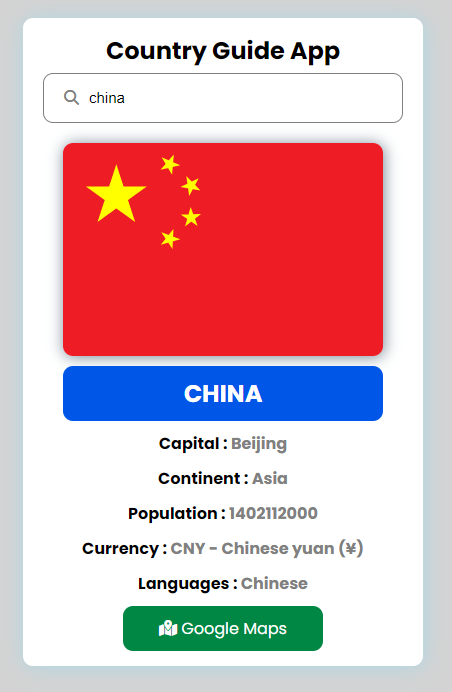 Country Guide App
china
CHINA
Capital : Beijing
Continent : Asia
Population : 1402112000
Currency : CNY - Chinese yuan (¥)
Languages : Chinese
Google Maps